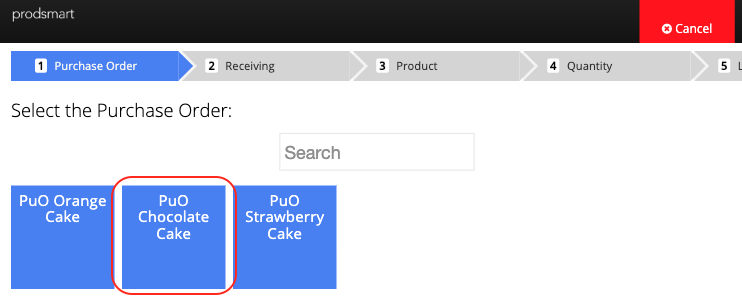 prodsmart
Cancel
1 Purchase Order
2 Receiving
3 Product
4 Quantity
5 L
Select the Purchase Order:
Search
PuO Orange
Cake
PuO
Chocolate
Cake
PuO
Strawberry
Cake